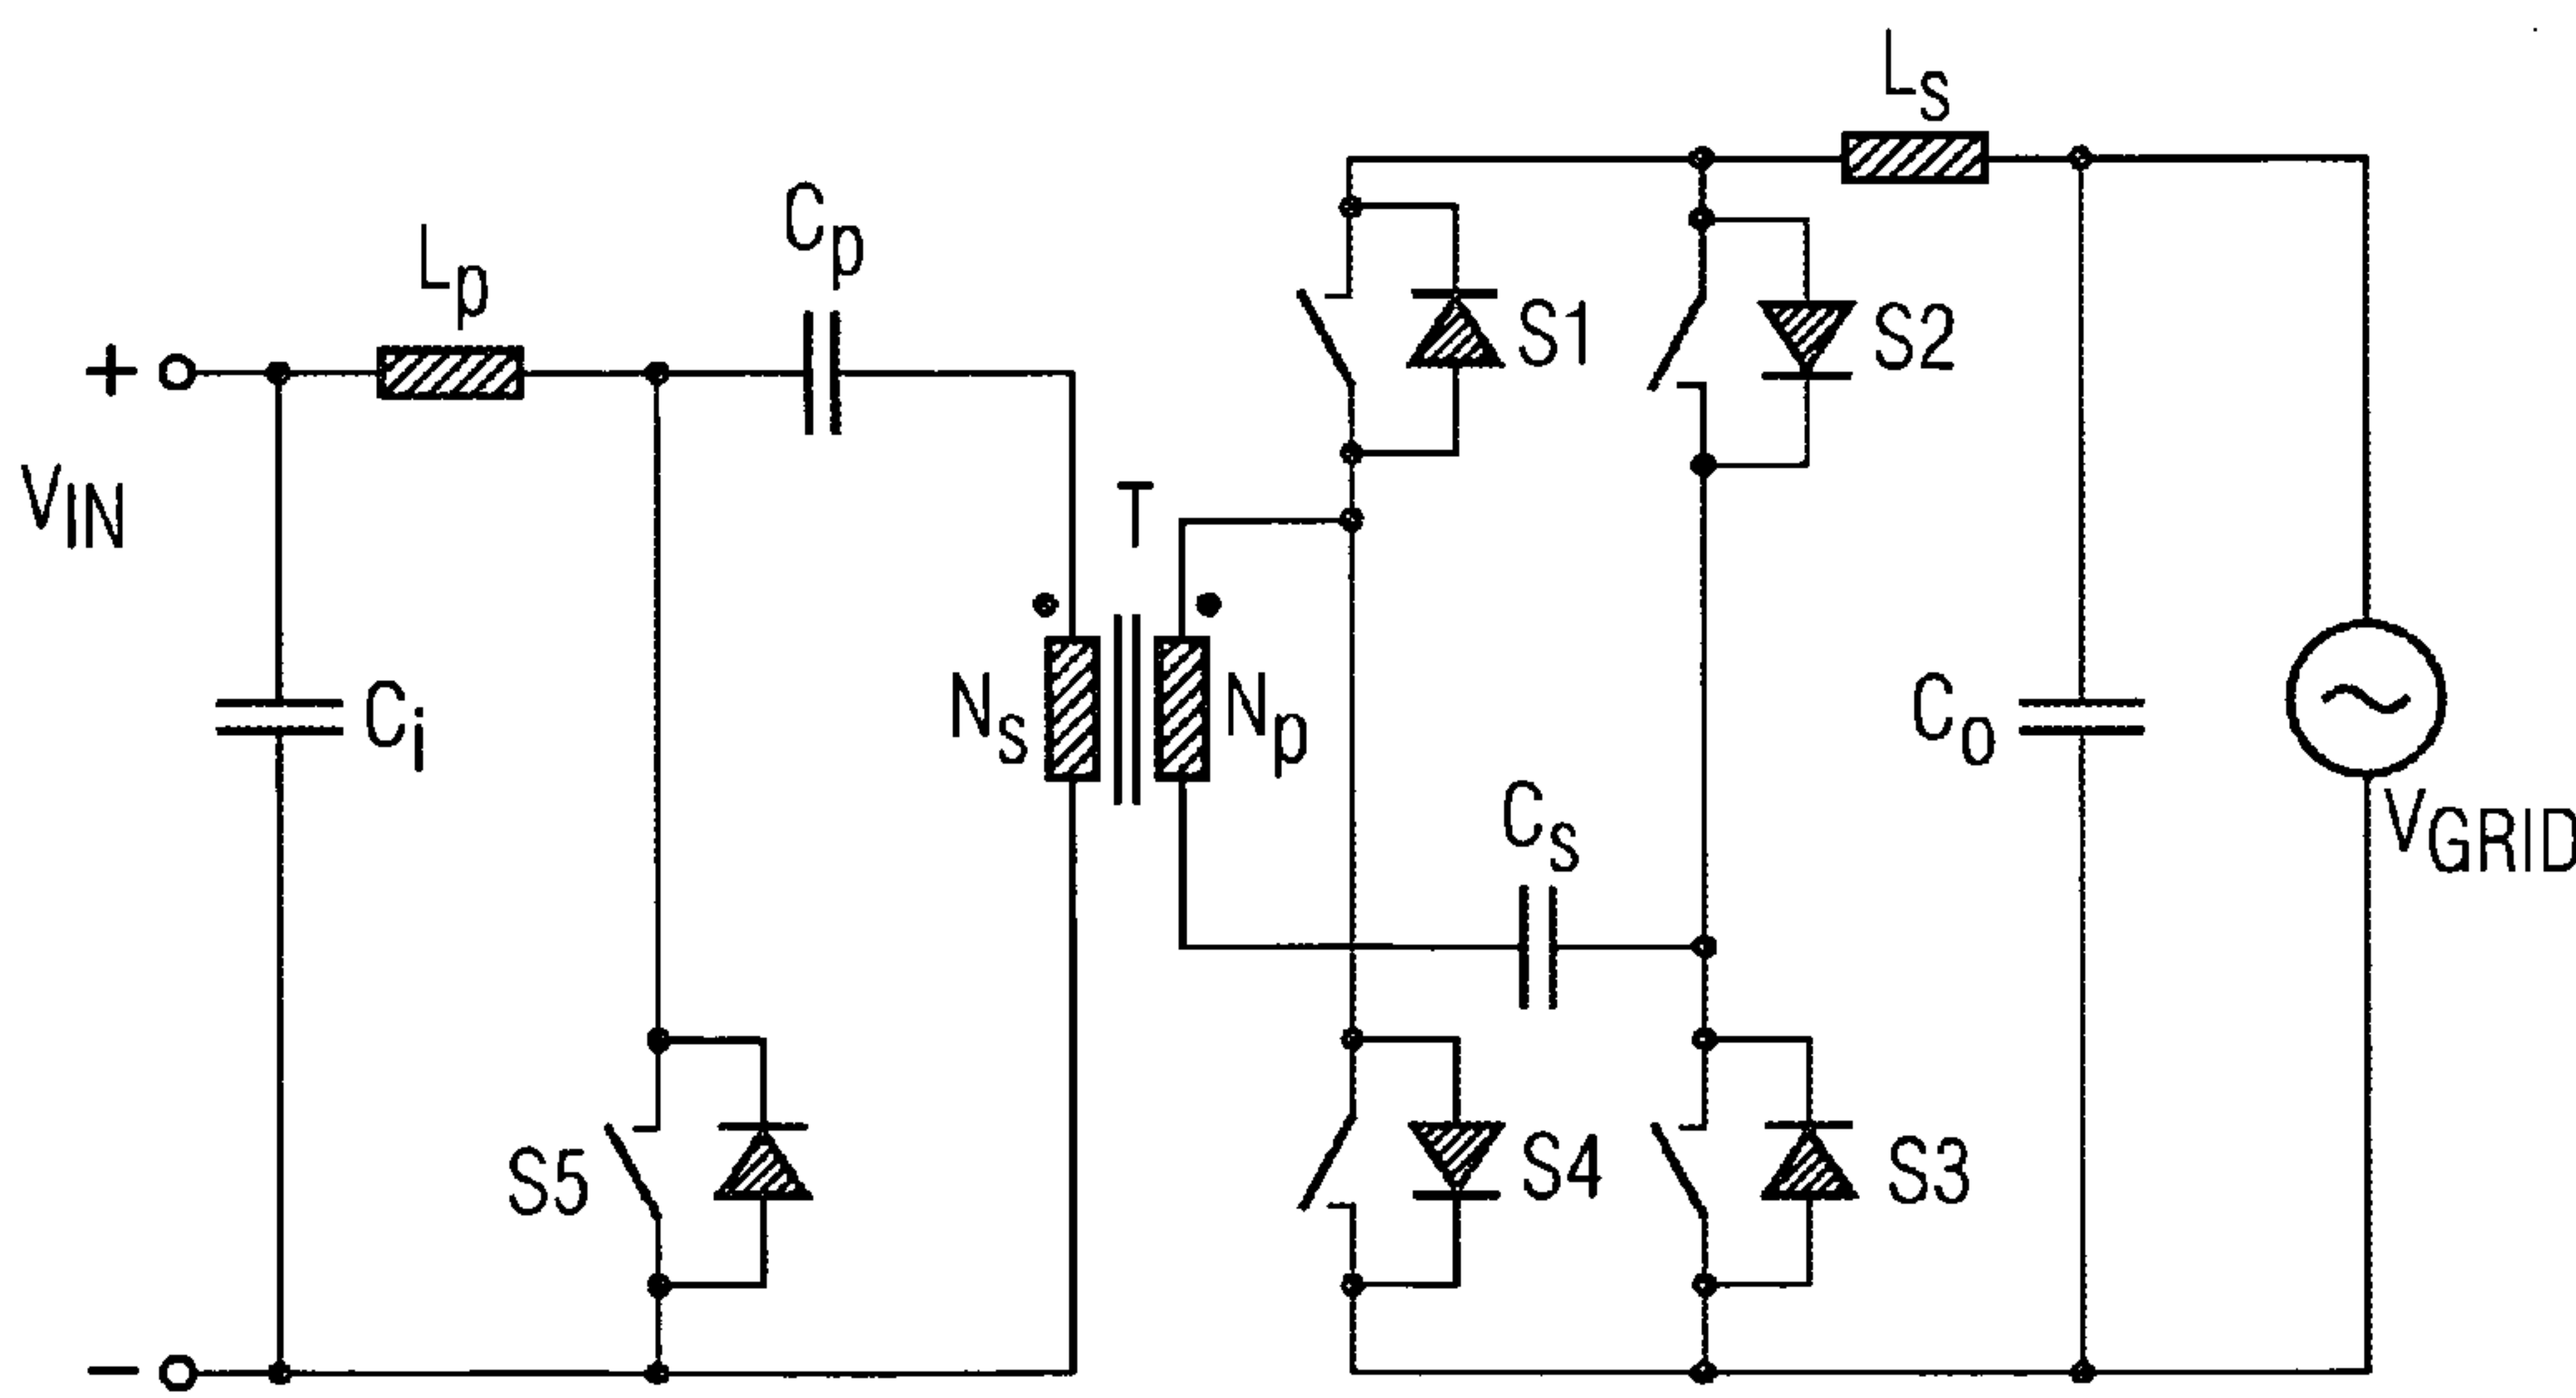 Ls
Cp
Lp
S1
S2
+
VIN
T
Ci
Ns
Np
Co
Cs
VGRID
S5
S4
S3
−